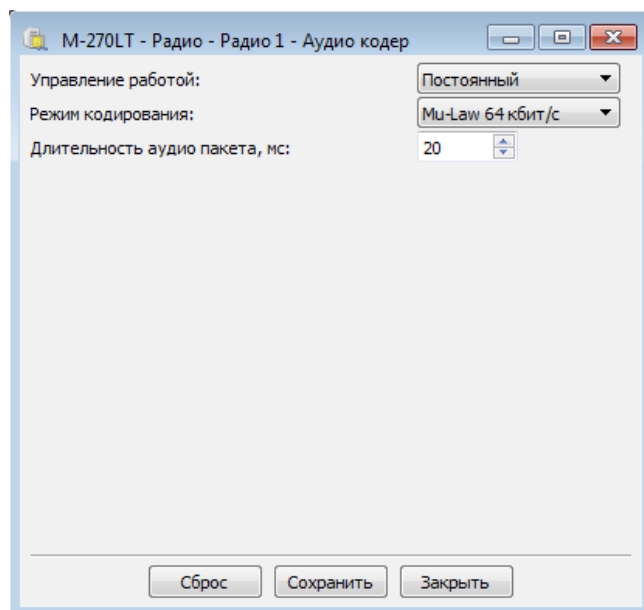 M-270LT - Радио - Радио 1 - Аудио кодер
Управление работой: Постоянный
Режим кодирования: Mu-Law 64 кбит/с
Длительность аудио пакета, мс: 20
Сброс Сохранить Закрыть